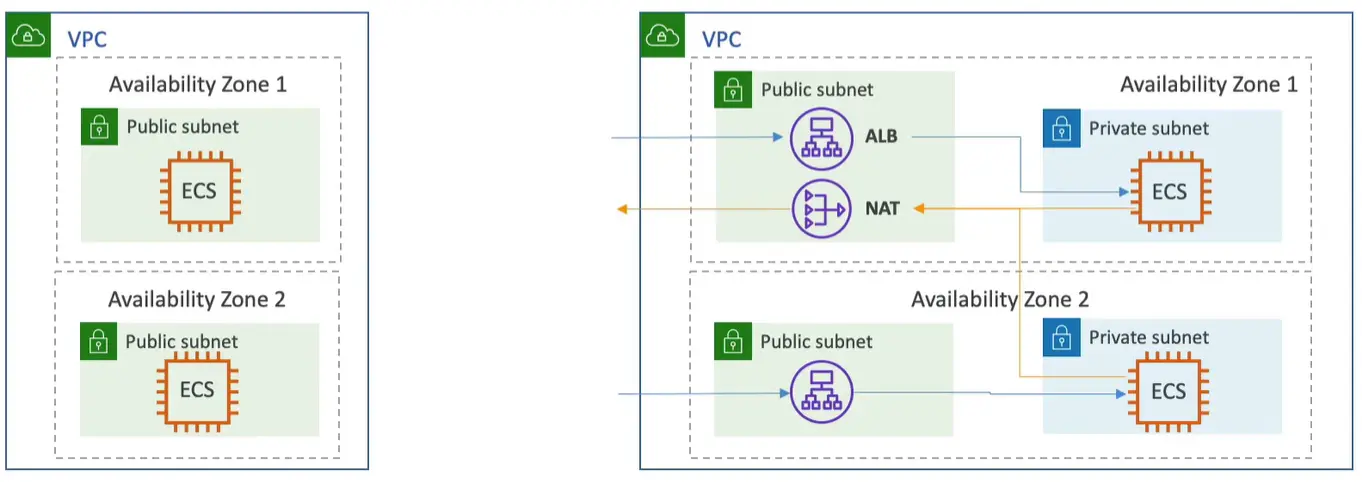 VPC
Availability Zone 1
Public subnet
ECS
Availability Zone 2
Public subnet
ECS
VPC
Availability Zone 1
Public subnet
ALB
NAT
Private subnet
ECS
Availability Zone 2
Public subnet
Private subnet
ECS